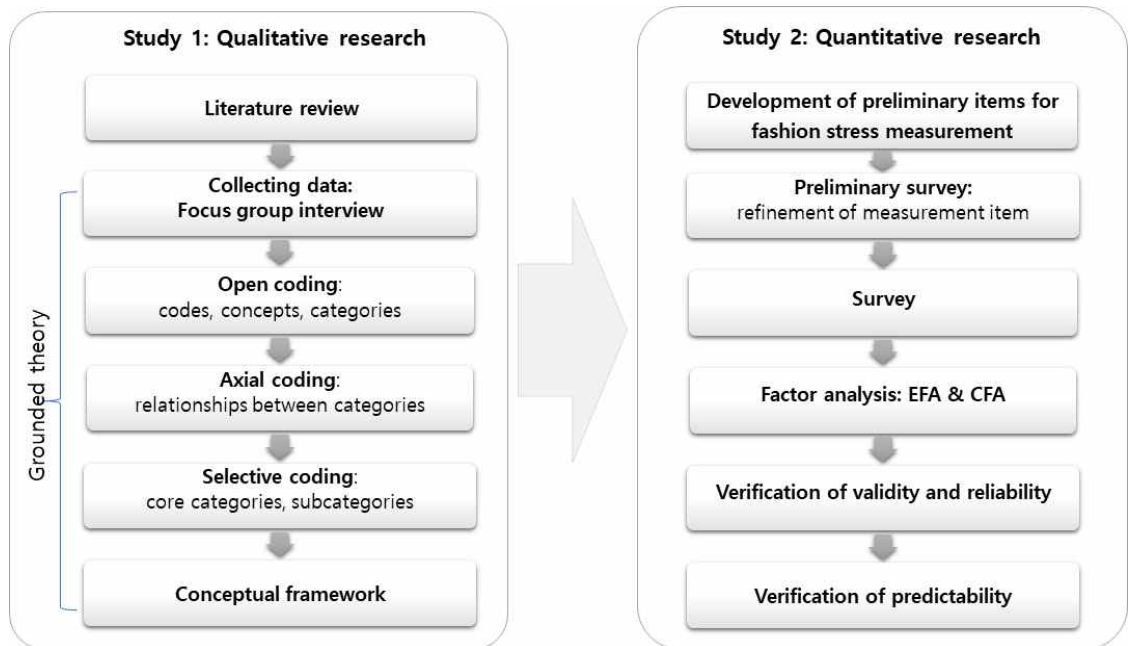 Study 1: Qualitative research
Literature review
Collecting data:
Focus group interview
Open coding:
codes, concepts, categories
Axial coding:
relationships between categories
Selective coding:
core categories, subcategories
Conceptual framework
Grounded theory
Study 2: Quantitative research
Development of preliminary items for
fashion stress measurement
Preliminary survey:
refinement of measurement item
Survey
Factor analysis: EFA & CFA
Verification of validity and reliability
Verification of predictability